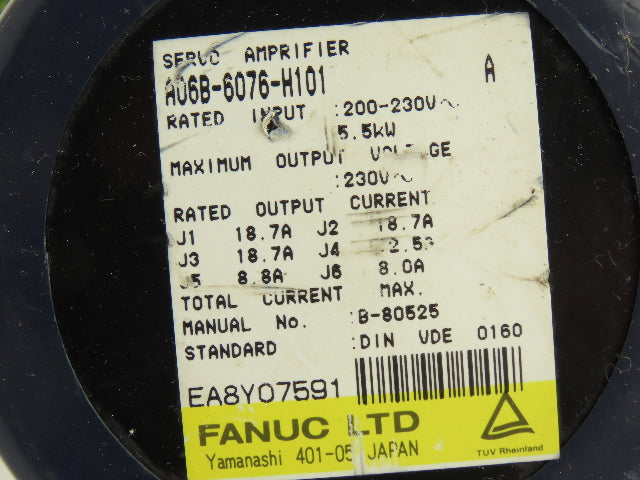 SERVO AMPRIFIER
A06B-6076-H101 A
RATED INPUT :200-230V~
5.5kW
MAXIMUM OUTPUT VOLTAGE
:230V~
RATED OUTPUT CURRENT
J1 18.7A J2 18.7A
J3 18.7A J4
J5 8.8A J6 8.0A
TOTAL CURRENT MAX.
MANUAL No. :B-80525
STANDARD :DIN VDE 0160
EA8Y07591
FANUC LTD
Yamanashi 401-05 JAPAN
TÜV Rheinland